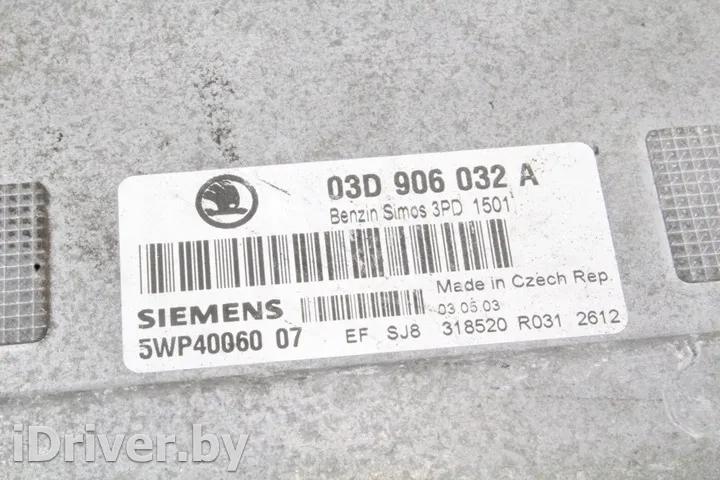 03D 906 032 A
Benzin Simos 3PD 1501
Made in Czech Rep.
SIEMENS
03.05.03
5WP40060 07 EF SJ8 318520 R031 2612
iDriver.by